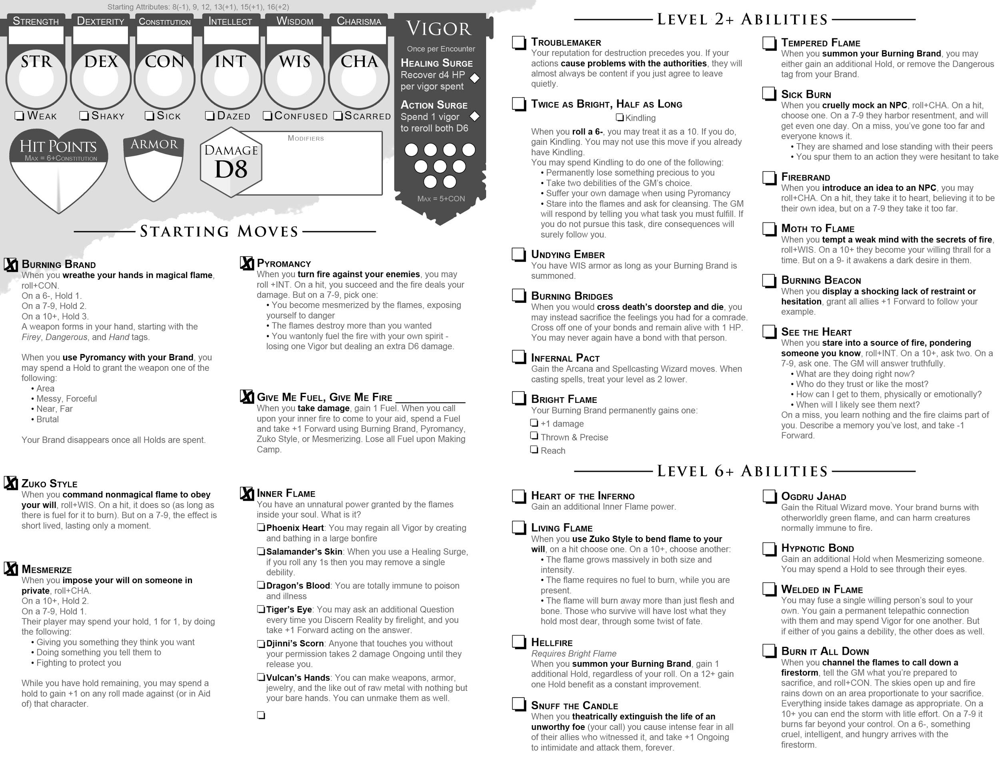 Starting Attributes: 8(-1), 9, 12, 13(+1), 15(+1), 16(+2)
Strength
Dexterity
Constitution
Intellect
Wisdom
Charisma
STR
DEX
CON
INT
WIS
CHA
Weak
Shaky
Sick
Dazed
Confused
Scarred
Hit Points
Max = 6+Constitution
Armor
Damage
D8
Modifiers
Vigor
Once per Encounter
Healing Surge
Recover d4 HP
per vigor spent
Action Surge
Spend 1 vigor
to reroll both D6
Max = 5+CON
Starting Moves
Burning Brand
When you wreathe your hands in magical flame,
roll+CON.
On a 6-, Hold 1.
On a 7-9, Hold 2.
On a 10+, Hold 3.
A weapon forms in your hand, starting with the
Firey, Dangerous, and Hand tags.
When you use Pyromancy with your Brand, you
may spend a Hold to grant the weapon one of the
following:
• Area
• Messy, Forceful
• Near, Far
• Brutal
Your Brand disappears once all Holds are spent.
Zuko Style
When you command nonmagical flame to obey
your will, roll+WIS. On a hit, it does so (as long as
there is fuel for it to burn). But on a 7-9, the effect is
short lived, lasting only a moment.
Mesmerize
When you impose your will on someone in
private, roll+CHA.
On a 10+, Hold 2.
On a 7-9, Hold 1.
Their player may spend your hold, 1 for 1, by doing
the following:
• Giving you something they think you want
• Doing something you tell them to
• Fighting to protect you
While you have hold remaining, you may spend a
hold to gain +1 on any roll made against (or in Aid
of) that character.
Pyromancy
When you turn fire against your enemies, you may
roll +INT. On a hit, you succeed and the fire deals your
damage. But on a 7-9, pick one:
• You become mesmerized by the flames, exposing
yourself to danger
• The flames destroy more than you wanted
• You wantonly fuel the fire with your own spirit -
losing one Vigor but dealing an extra D6 damage.
Give Me Fuel, Give Me Fire
When you take damage, gain 1 Fuel. When you call
upon your inner fire to come to your aid, spend a Fuel
and take +1 Forward using Burning Brand, Pyromancy,
Zuko Style, or Mesmerizing. Lose all Fuel upon Making
Camp.
Inner Flame
You have an unnatural power granted by the flames
inside your soul. What is it?
Phoenix Heart: You may regain all Vigor by creating
and bathing in a large bonfire
Salamander's Skin: When you use a Healing Surge,
if you roll any 1s then you may remove a single
debility.
Dragon's Blood: You are totally immune to poison
and illness
Tiger's Eye: You may ask an additional Question
every time you Discern Reality by firelight, and you
take +1 Forward acting on the answer.
Djinni's Scorn: Anyone that touches you without
your permission takes 2 damage Ongoing until they
release you.
Vulcan's Hands: You can make weapons, armor,
jewelry, and the like out of raw metal with nothing but
your bare hands. You can unmake them as well.
Level 2+ Abilities
Troublemaker
Your reputation for destruction precedes you. If your
actions cause problems with the authorities, they will
almost always be content if you just agree to leave
quietly.
Twice as Bright, Half as Long
Kindling
When you roll a 6-, you may treat it as a 10. If you do,
gain Kindling. You may not use this move if you already
have Kindling.
You may spend Kindling to do one of the following:
• Permanently lose something precious to you
• Take two debilities of the GM's choice.
• Suffer your own damage when using Pyromancy
• Stare into the flames and ask for cleansing. The GM
will respond by telling you what task you must fulfill. If
you do not pursue this task, dire consequences will
surely follow you.
Undying Ember
You have WIS armor as long as your Burning Brand is
summoned.
Burning Bridges
When you would cross death's doorstep and die, you
may instead sacrifice the feelings you had for a comrade.
Cross off one of your bonds and remain alive with 1 HP.
You may never again have a bond with that person.
Infernal Pact
Gain the Arcana and Spellcasting Wizard moves. When
casting spells, treat your level as 2 lower.
Bright Flame
Your Burning Brand permanently gains one:
+1 damage
Thrown & Precise
Reach
Tempered Flame
When you summon your Burning Brand, you may
either gain an additional Hold, or remove the Dangerous
tag from your Brand.
Sick Burn
When you cruelly mock an NPC, roll+CHA. On a hit,
choose one. On a 7-9 they harbor resentment, and will
get even one day. On a miss, you've gone too far and
everyone knows it.
• They are shamed and lose standing with their peers
• You spur them to an action they were hesitant to take
Firebrand
When you introduce an idea to an NPC, you may
roll+CHA. On a hit, they take it to heart, believing it to be
their own idea, but on a 7-9 they take it too far.
Moth to Flame
When you tempt a weak mind with the secrets of fire,
roll+WIS. On a 10+ they become your willing thrall for a
time. But on a 9- it awakens a dark desire in them.
Burning Beacon
When you display a shocking lack of restraint or
hesitation, grant all allies +1 Forward to follow your
example.
See the Heart
When you stare into a source of fire, pondering
someone you know, roll+INT. On a 10+, ask two. On a
7-9, ask one. The GM will answer truthfully.
• What are they doing right now?
• Who do they trust or like the most?
• How can I get to them, physically or emotionally?
• When will I likely see them next?
On a miss, you learn nothing and the fire claims part of
you. Describe a memory you've lost, and take -1
Forward.
Level 6+ Abilities
Heart of the Inferno
Gain an additional Inner Flame power.
Living Flame
When you use Zuko Style to bend flame to your
will, on a hit choose one. On a 10+, choose another:
• The flame grows massively in both size and
intensity.
• The flame requires no fuel to burn, while you are
present.
• The flame will burn away more than just flesh and
bone. Those who survive will have lost what they
hold most dear, through some twist of fate.
Hellfire
Requires Bright Flame
When you summon your Burning Brand, gain 1
additional Hold, regardless of your roll. On a 12+ gain
one Hold benefit as a constant improvement.
Snuff the Candle
When you theatrically extinguish the life of an
unworthy foe (your call) you cause intense fear in all
of their allies who witnessed it, and take +1 Ongoing
to intimidate and attack them, forever.
Ogdru Jahad
Gain the Ritual Wizard move. Your brand burns with
otherworldly green flame, and can harm creatures
normally immune to fire.
Hypnotic Bond
Gain an additional Hold when Mesmerizing someone.
You may spend a Hold to see through their eyes.
Welded in Flame
You may fuse a single willing person's soul to your
own. You gain a permanent telepathic connection
with them and may spend Vigor for one another. But
if either of you gains a debility, the other does as well.
Burn it All Down
When you channel the flames to call down a
firestorm, tell the GM what you're prepared to
sacrifice, and roll+CON. The skies open up and fire
rains down on an area proportionate to your sacrifice.
Everything inside takes damage as appropriate. On a
10+ you can end the storm with litle effort. On a 7-9 it
burns far beyond your control. On a 6-, something
cruel, intelligent, and hungry arrives with the
firestorm.